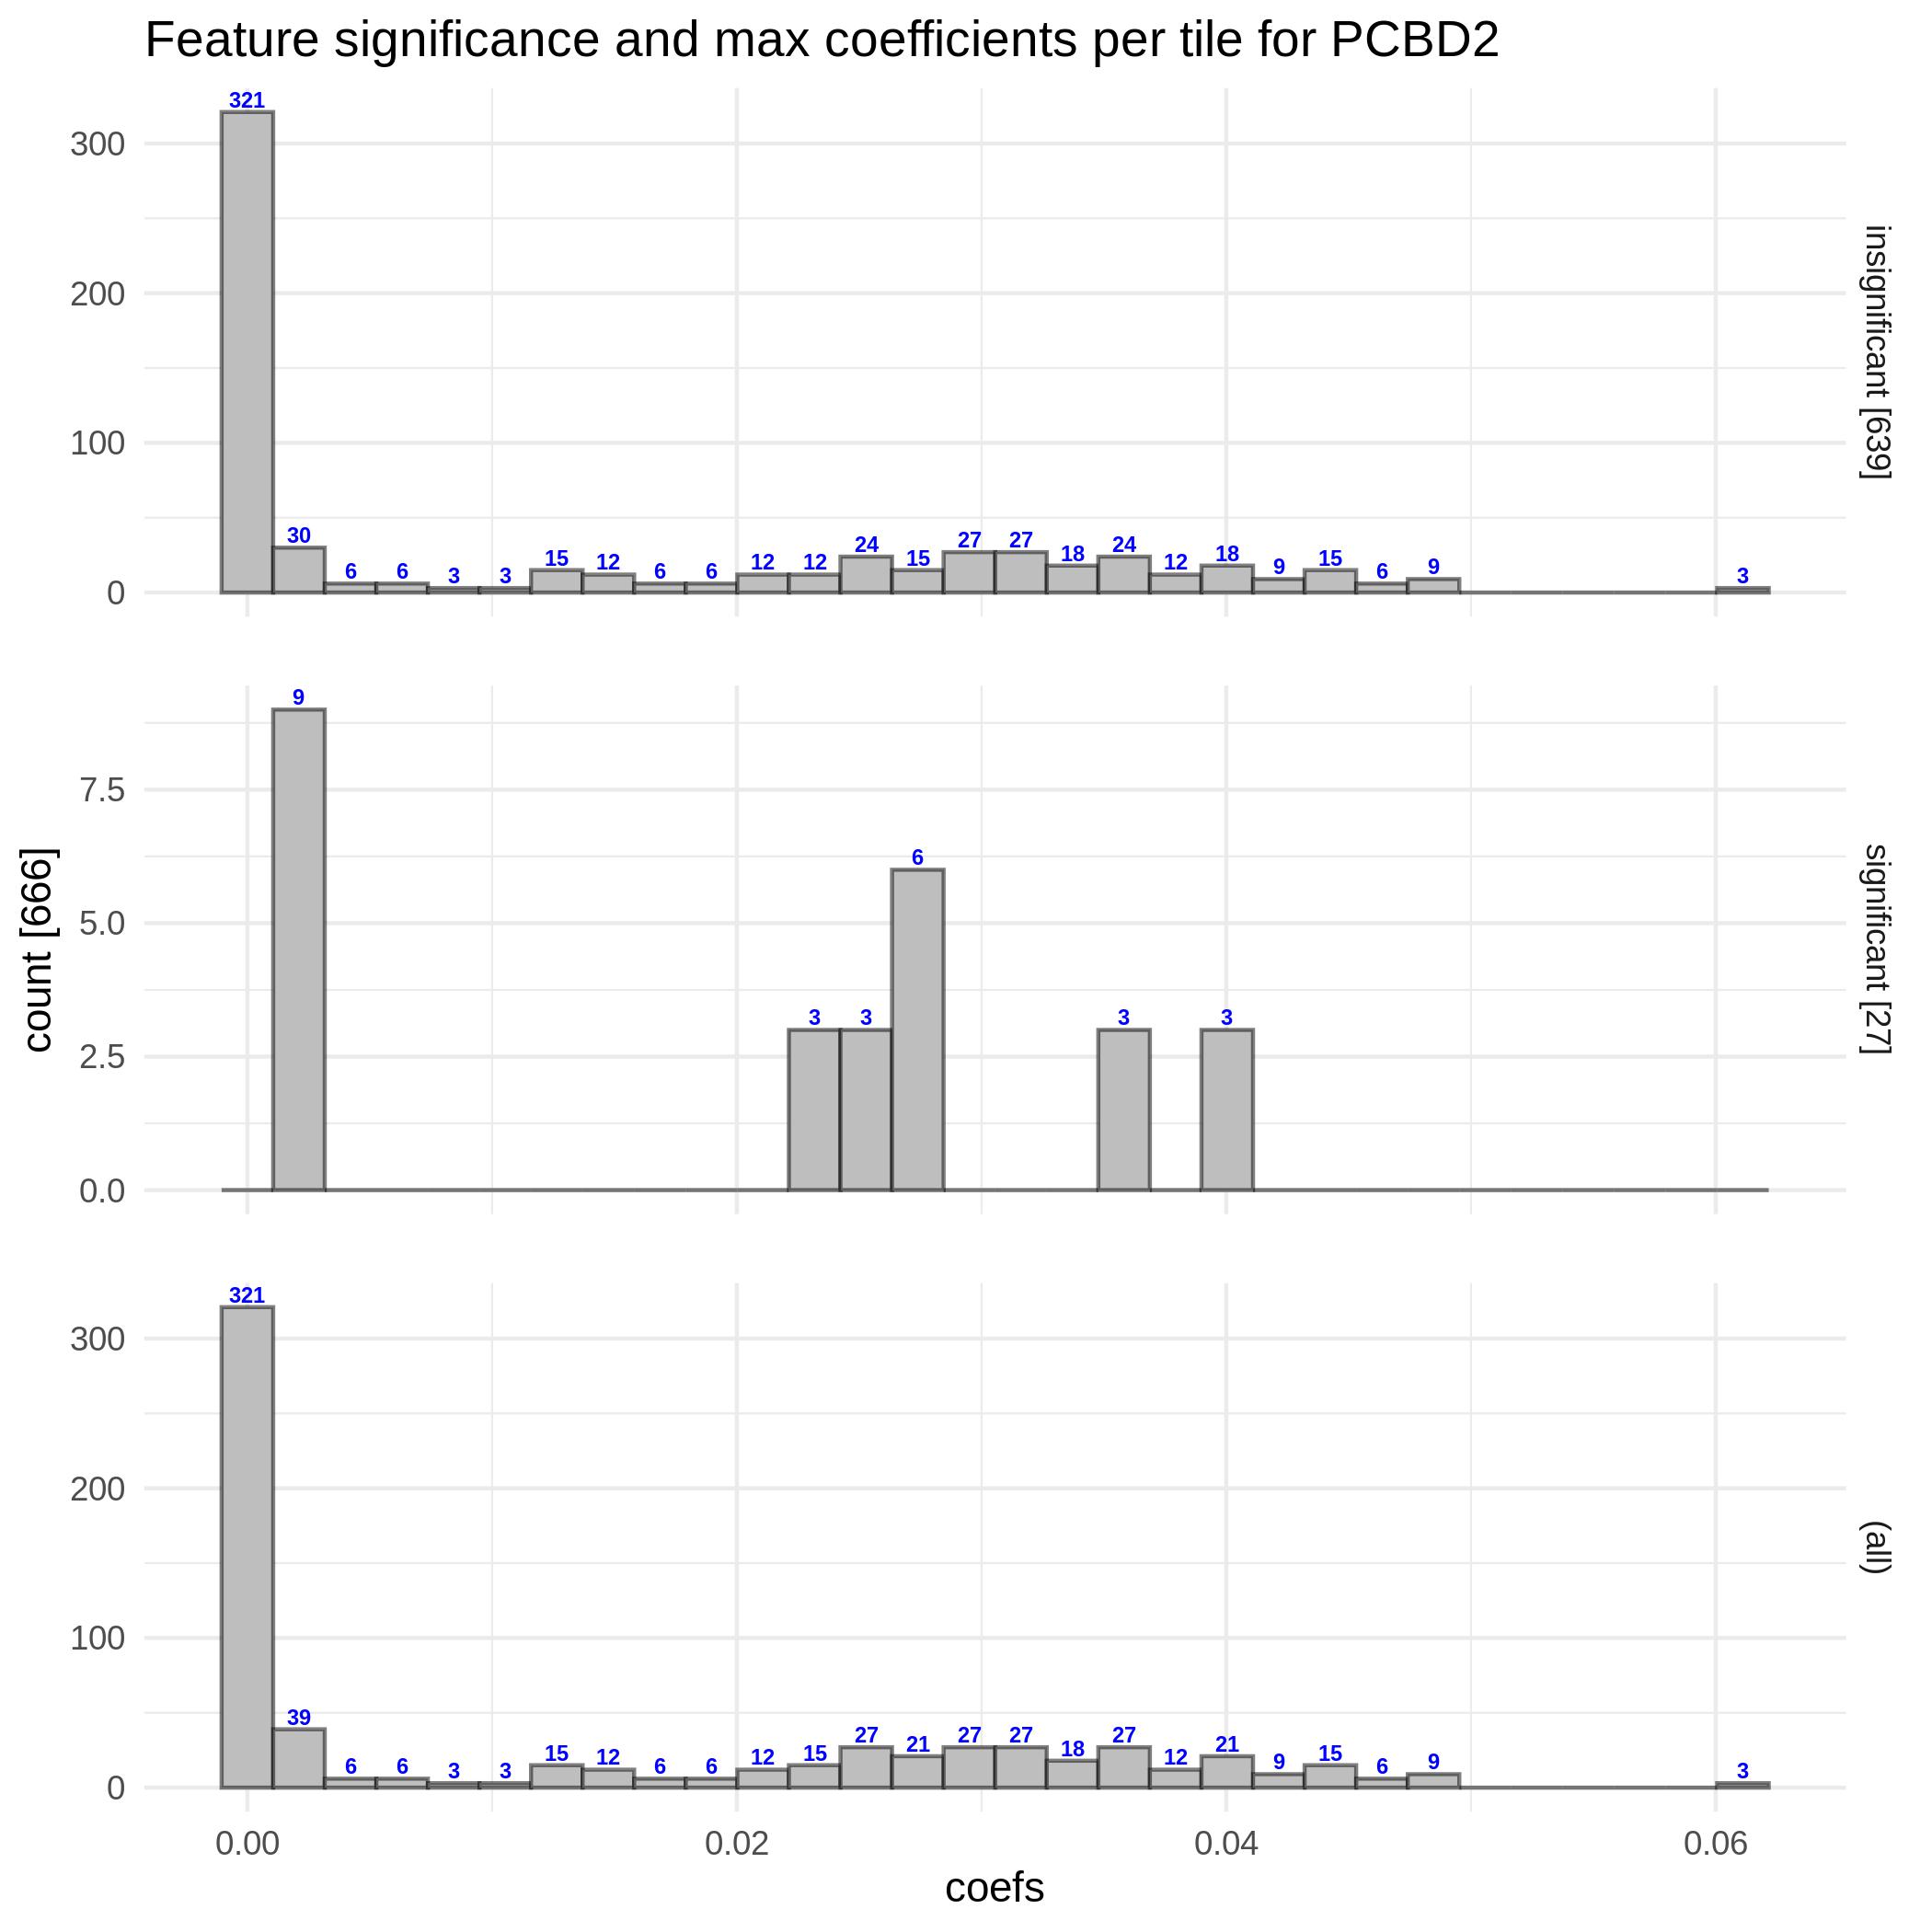 Feature significance and max coefficients per tile for PCBD2
321
300
200
100
0
30 6 6 3 3 15 12 6 6 12 12 24 15 27 27 18 24 12 18 9 15 6 9 3
insignificant [639]
count [666]
9
7.5
5.0
2.5
0.0
3 3 6 3 3
significant [27]
321
300
200
100
0
39 6 6 3 3 15 12 6 6 12 15 27 21 27 27 18 27 12 21 9 15 6 9 3
(all)
0.00 0.02 0.04 0.06
coefs